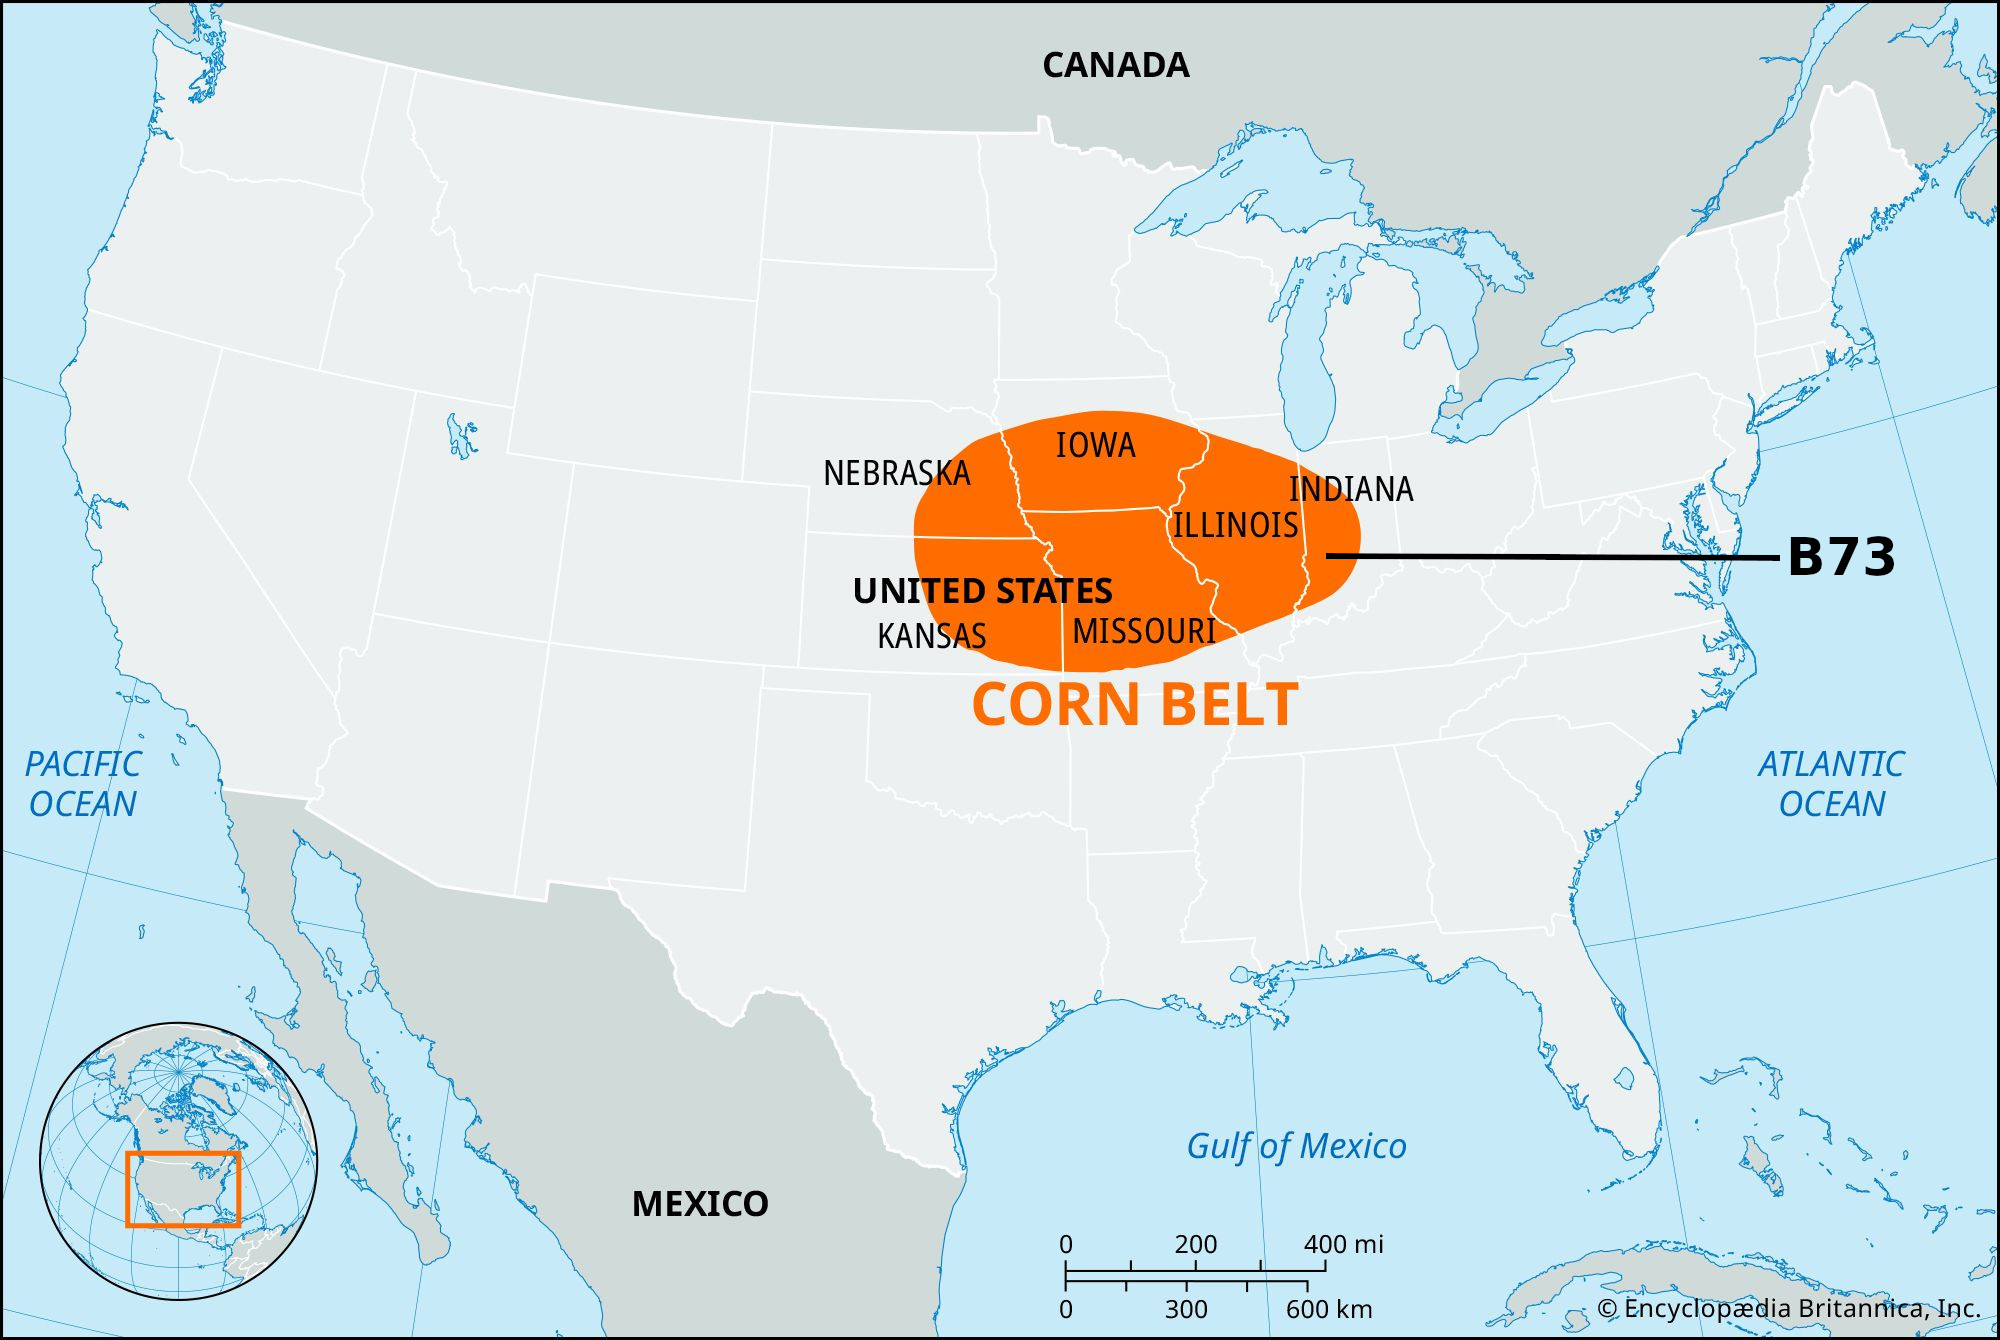 CANADA
IOWA
NEBRASKA
INDIANA
ILLINOIS
B73
UNITED STATES
KANSAS
MISSOURI
CORN BELT
PACIFIC
OCEAN
ATLANTIC
OCEAN
Gulf of Mexico
MEXICO
0 200 400 mi
0 300 600 km
© Encyclopædia Britannica, Inc.